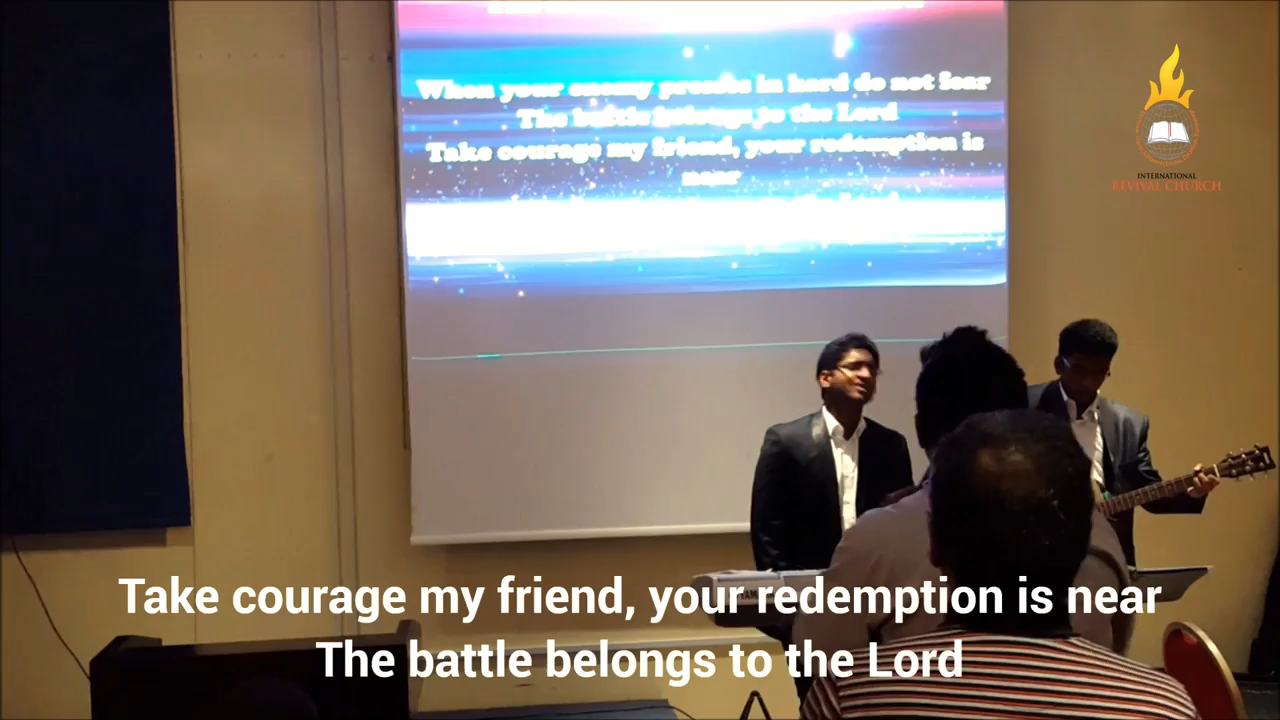 When your enemy presses in hard do not fear
The battle belongs to the Lord
Take courage my friend, your redemption is
near
INTERNATIONAL
REVIVAL CHURCH
Take courage my friend, your redemption is near
The battle belongs to the Lord